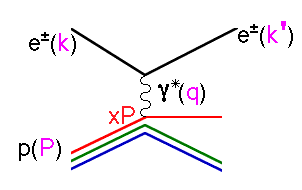 e±(k)
e±(k')
γ*(q)
xP
p(P)